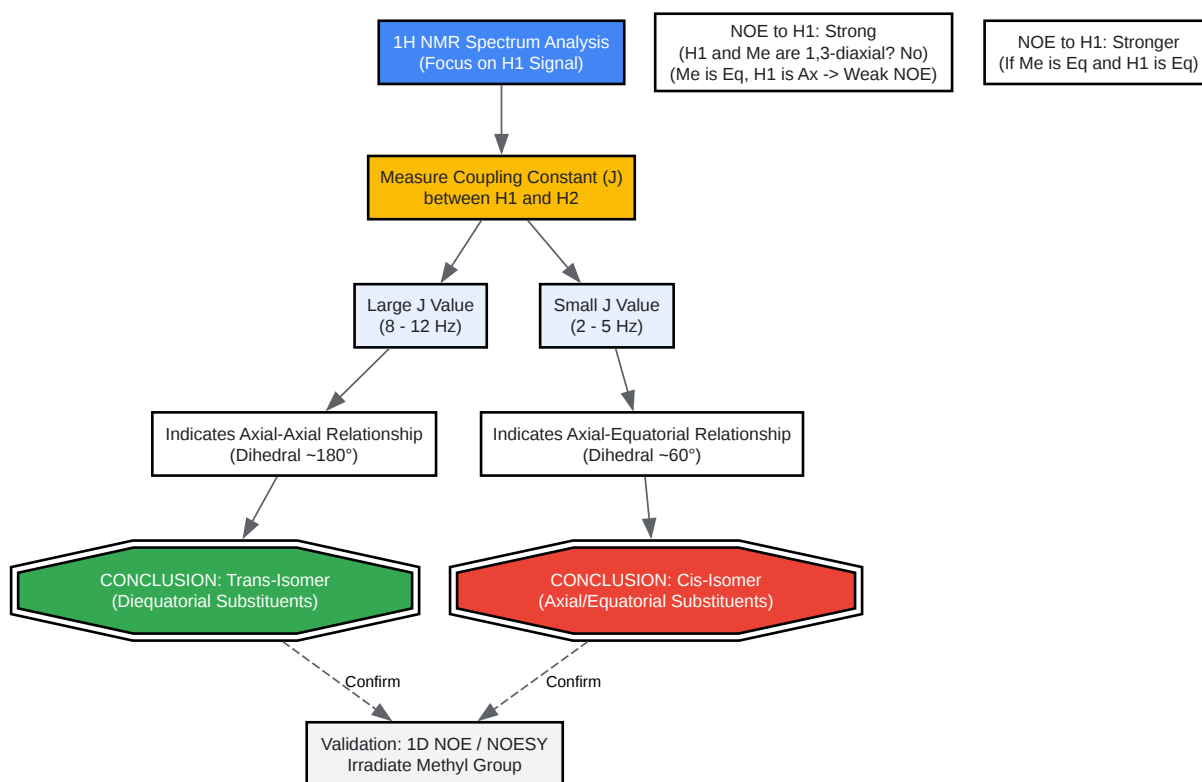 1H NMR Spectrum Analysis
(Focus on H1 Signal)
NOE to H1: Strong
(H1 and Me are 1,3-diaxial? No)
(Me is Eq, H1 is Ax -> Weak NOE)
NOE to H1: Stronger
(If Me is Eq and H1 is Eq)
Measure Coupling Constant (J)
between H1 and H2
Large J Value
(8 - 12 Hz)
Small J Value
(2 - 5 Hz)
Indicates Axial-Axial Relationship
(Dihedral ~180°)
Indicates Axial-Equatorial Relationship
(Dihedral ~60°)
CONCLUSION: Trans-Isomer
(Diequatorial Substituents)
CONCLUSION: Cis-Isomer
(Axial/Equatorial Substituents)
Confirm
Confirm
Validation: 1D NOE / NOESY
Irradiate Methyl Group